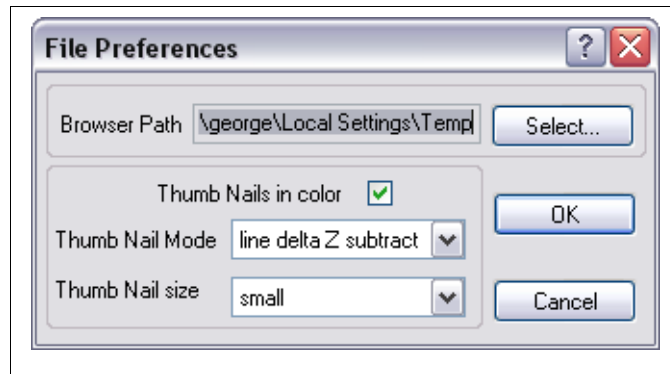 File Preferences ?
Browser Path \george\Local Settings\Temp Select...
Thumb Nails in color
OK
Thumb Nail Mode line delta Z subtract
Thumb Nail size small
Cancel